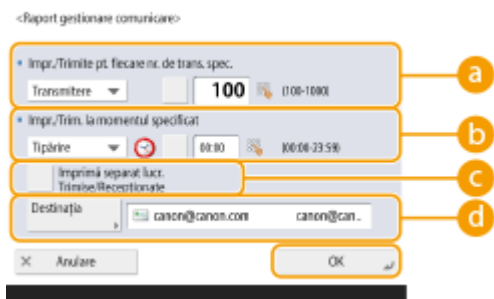 <Raport gestionare comunicare>
Impr./Trimite pt. fiecare nr. de trans. spec.
Transmitere 100 (100-1000)
a
Impr./Trim. la momentul specificat
Tipărire 00:00 (00:00-23:59)
b
Imprimă separat lucr.
Trimise/Recepționate
c
Destinația canon@canon.com canon@can..
d
Anulare OK